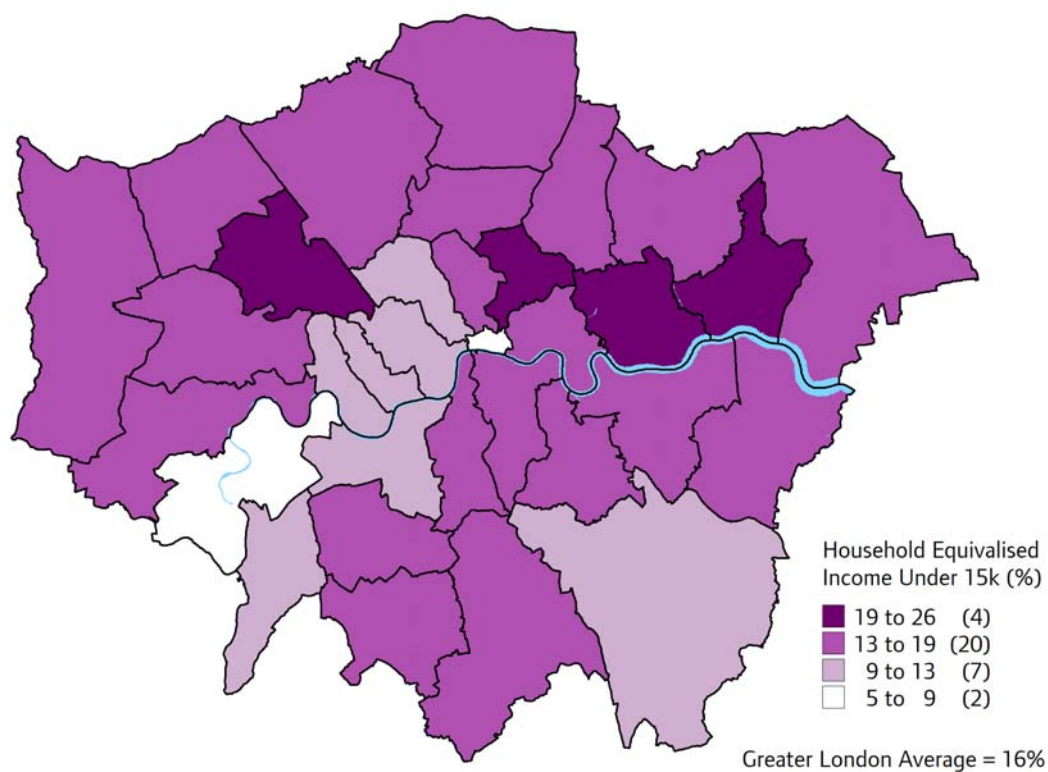 Household Equivalised
Income Under 15k (%)
19 to 26 (4)
13 to 19 (20)
9 to 13 (7)
5 to 9 (2)
Greater London Average = 16%